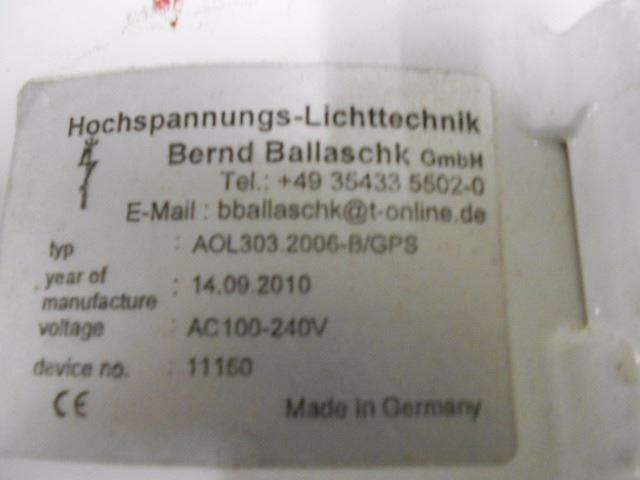 Hochspannungs-Lichttechnik
Bernd Ballaschk GmbH
Tel.: +49 35433 5502-0
E-Mail : bballaschk@t-online.de
typ : AOL303.2006-B/GPS
year of manufacture : 14.09.2010
voltage : AC100-240V
device no. : 11160
CE
Made in Germany